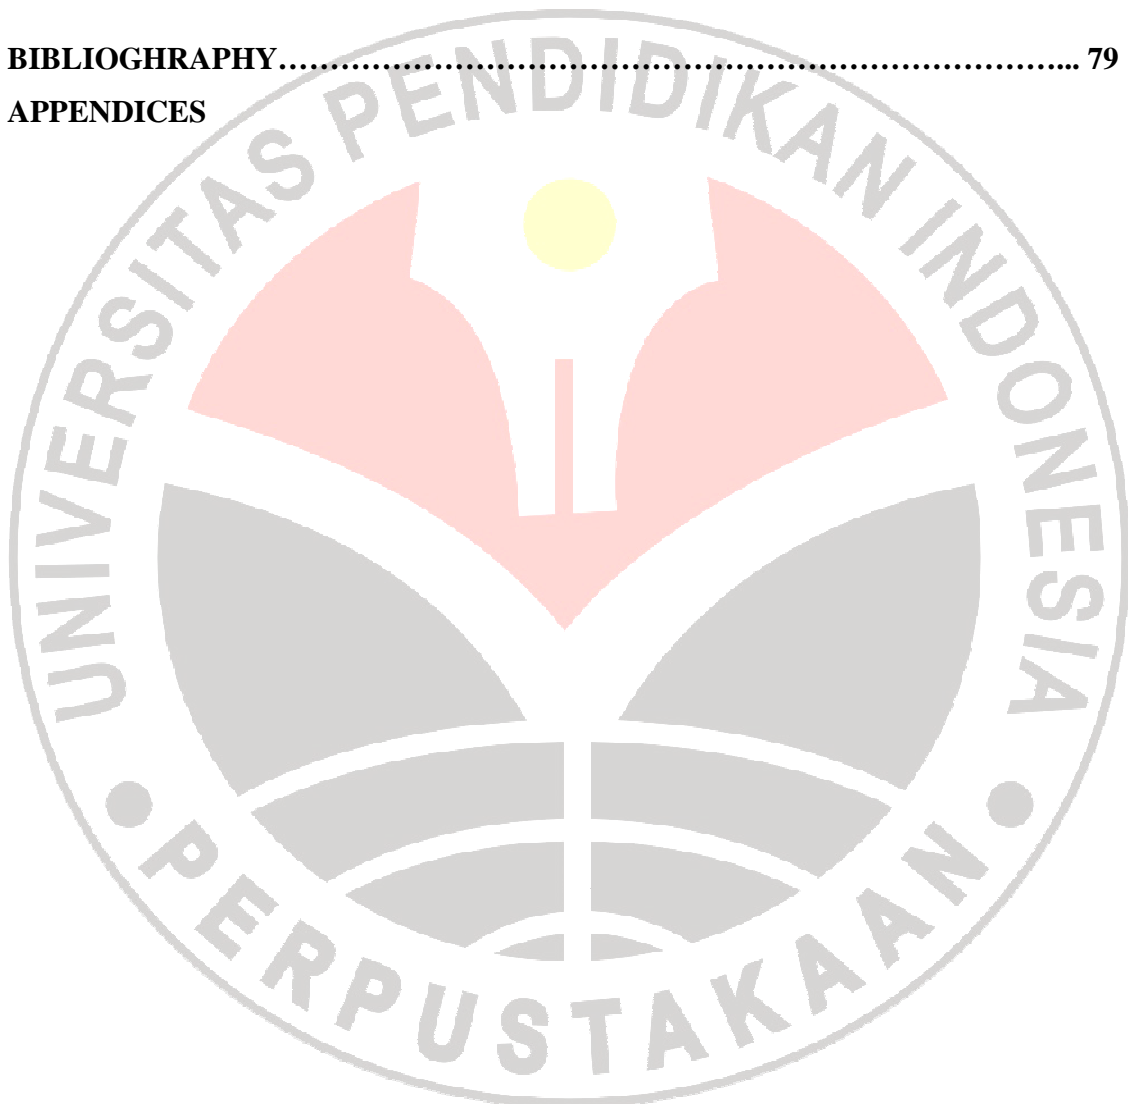 BIBLIOGHRAPHY………………………………………………………………... 79
APPENDICES
UNIVERSITAS PENDIDIKAN INDONESIA
PERPUSTAKAAN